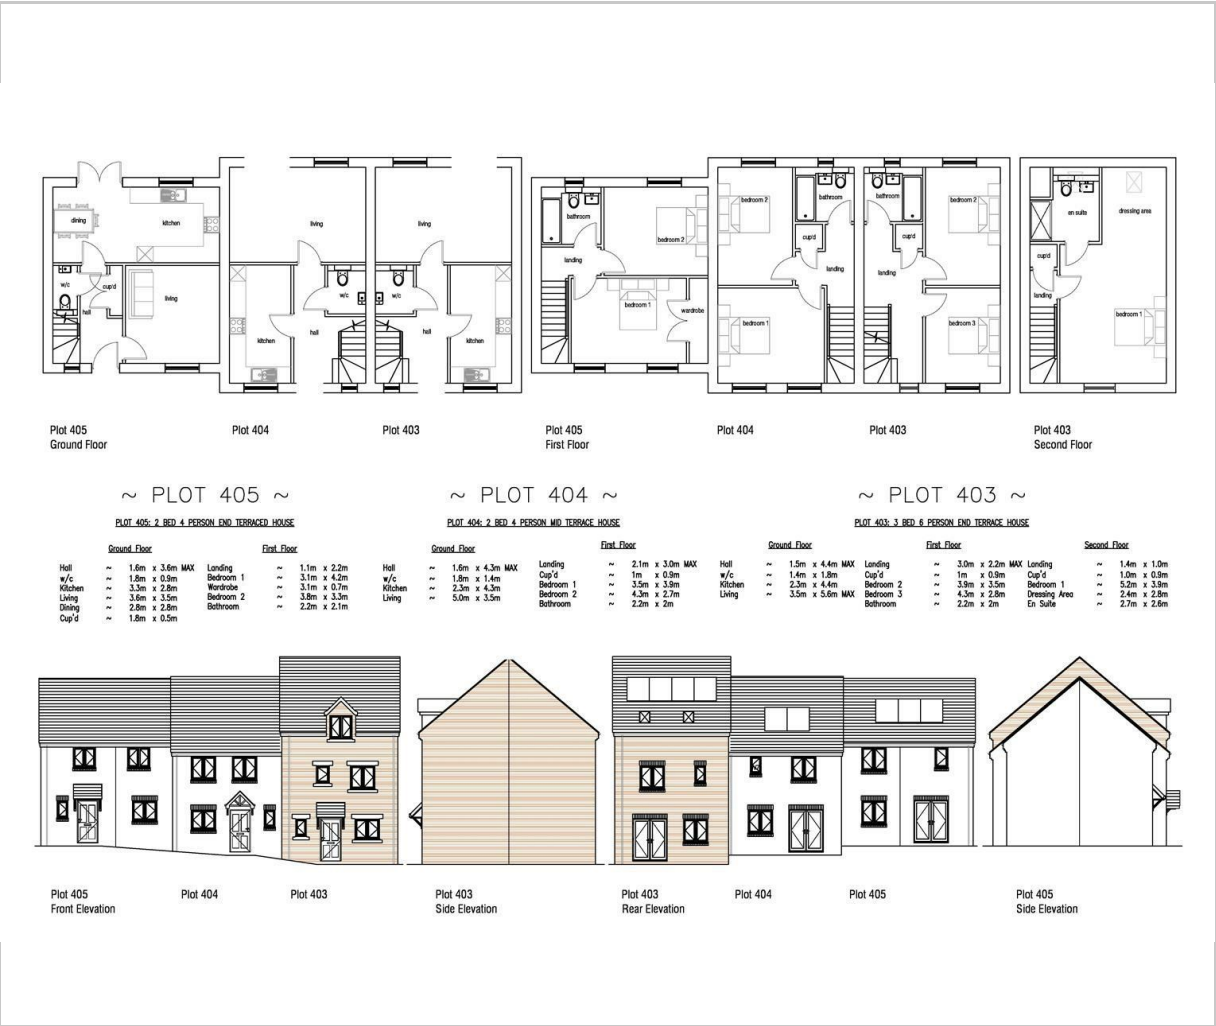 dining
kitchen
living
living
bathroom
bedroom 2
bedroom 2
bathroom
bathroom
bedroom 2
en suite
dressing area
w/c
cup'd
hall
living
w/c
w/c
hall
hall
kitchen
kitchen
landing
bedroom 1
wardrobe
cup'd
cup'd
landing
landing
bedroom 1
bedroom 3
cup'd
landing
bedroom 1
Plot 405
Ground Floor
Plot 404
Plot 403
Plot 405
First Floor
Plot 404
Plot 403
Plot 403
Second Floor
~ PLOT 405 ~
PLOT 405: 2 BED 4 PERSON END TERRACED HOUSE
Ground Floor
Hall ~ 1.6m x 3.6m MAX
w/c ~ 1.8m x 0.9m
Kitchen ~ 3.3m x 2.8m
Living ~ 3.6m x 3.5m
Dining ~ 2.8m x 2.8m
Cup'd ~ 1.8m x 0.5m
First Floor
Landing ~ 1.1m x 2.2m
Bedroom 1 ~ 3.1m x 4.2m
Wardrobe ~ 3.1m x 0.7m
Bedroom 2 ~ 3.8m x 3.3m
Bathroom ~ 2.2m x 2.1m
~ PLOT 404 ~
PLOT 404: 2 BED 4 PERSON MID TERRACE HOUSE
Ground Floor
Hall ~ 1.6m x 4.3m MAX
w/c ~ 1.8m x 1.4m
Kitchen ~ 2.3m x 4.3m
Living ~ 5.0m x 3.5m
First Floor
Landing ~ 2.1m x 3.0m MAX
Cup'd ~ 1m x 0.9m
Bedroom 1 ~ 3.5m x 3.9m
Bedroom 2 ~ 4.3m x 2.7m
Bathroom ~ 2.2m x 2m
~ PLOT 403 ~
PLOT 403: 3 BED 6 PERSON END TERRACE HOUSE
Ground Floor
Hall ~ 1.5m x 4.4m MAX
w/c ~ 1.4m x 1.8m
Kitchen ~ 2.3m x 4.4m
Living ~ 3.5m x 5.6m MAX
First Floor
Landing ~ 3.0m x 2.2m MAX
Cup'd ~ 1m x 0.9m
Bedroom 2 ~ 3.9m x 3.5m
Bedroom 3 ~ 4.3m x 2.8m
Bathroom ~ 2.2m x 2m
Second Floor
Landing ~ 1.4m x 1.0m
Cup'd ~ 1.0m x 0.9m
Bedroom 1 ~ 5.2m x 3.9m
Dressing Area ~ 2.4m x 2.8m
En Suite ~ 2.7m x 2.6m
Plot 405
Front Elevation
Plot 404
Plot 403
Plot 403
Side Elevation
Plot 403
Rear Elevation
Plot 404
Plot 405
Plot 405
Side Elevation